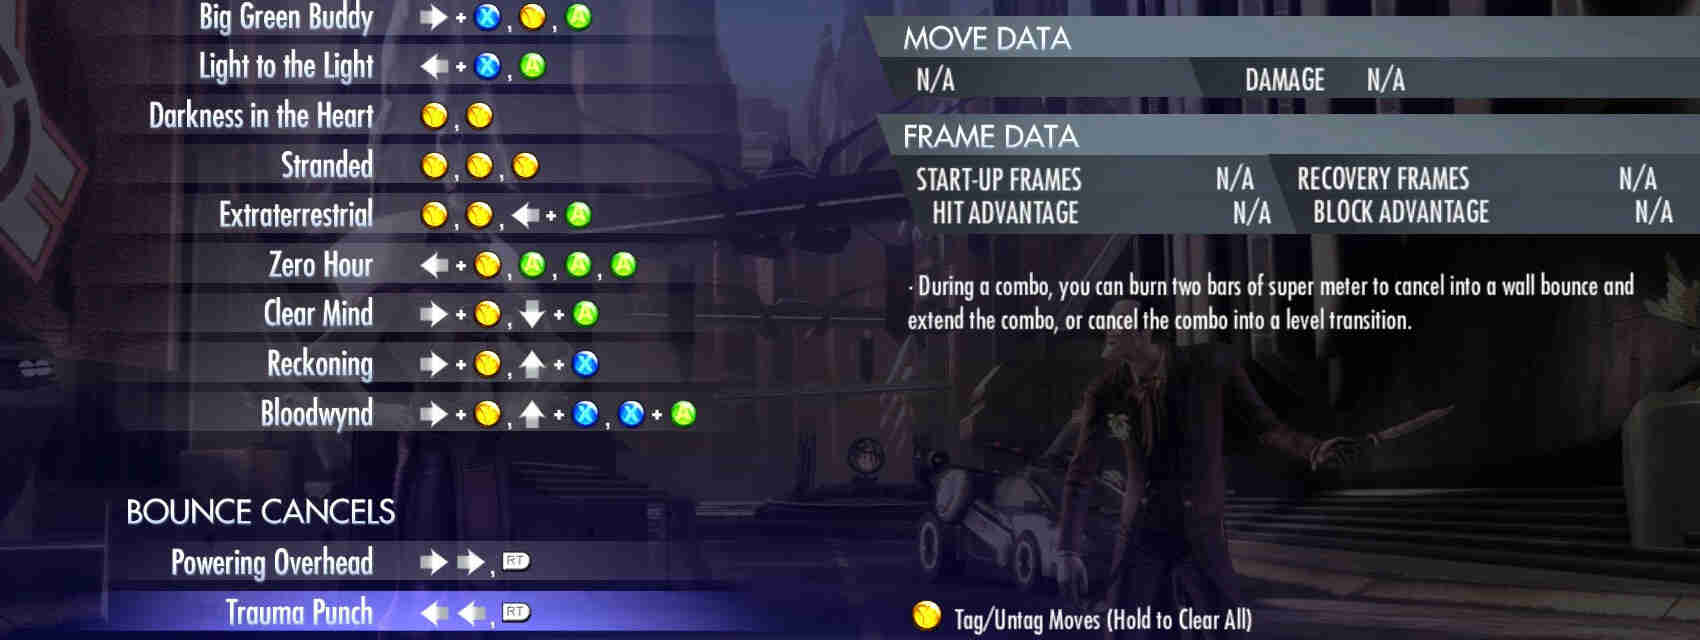 Big Green Buddy → + X , Y , A
Light to the Light ← + X , A
Darkness in the Heart Y , Y
Stranded Y , Y , Y
Extraterrestrial Y , Y , ← + A
Zero Hour ← + Y , A , A , A
Clear Mind → + Y , ↓ + A
Reckoning → + Y , ↑ + X
Bloodwynd → + Y , ↑ + X , X + A
BOUNCE CANCELS
Powering Overhead → → , RT
Trauma Punch ← ← , RT
MOVE DATA
N/A DAMAGE N/A
FRAME DATA
START-UP FRAMES N/A RECOVERY FRAMES N/A
HIT ADVANTAGE N/A BLOCK ADVANTAGE N/A
· During a combo, you can burn two bars of super meter to cancel into a wall bounce and
extend the combo, or cancel the combo into a level transition.
Y Tag/Untag Moves (Hold to Clear All)